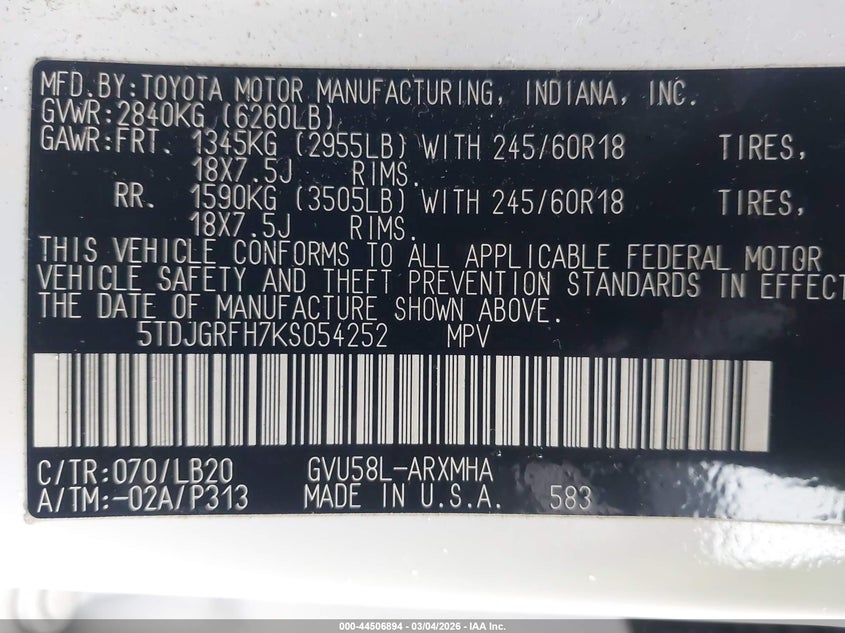 MFD.BY:TOYOTA MOTOR MANUFACTURING, INDIANA, INC.
GVWR:2840KG (6260LB)
GAWR:FRT. 1345KG (2955LB) WITH 245/60R18 TIRES,
18X7.5J RIMS.
RR. 1590KG (3505LB) WITH 245/60R18 TIRES,
18X7.5J RIMS.
THIS VEHICLE CONFORMS TO ALL APPLICABLE FEDERAL MOTOR
VEHICLE SAFETY AND THEFT PREVENTION STANDARDS IN EFFECT
THE DATE OF MANUFACTURE SHOWN ABOVE.
5TDJGRFH7KS054252 MPV
C/TR:070/LB20 GVU58L-ARXMHA
A/TM:-02A/P313 MADE IN U.S.A. 583
000-44506894 - 03/04/2026 - IAA Inc.